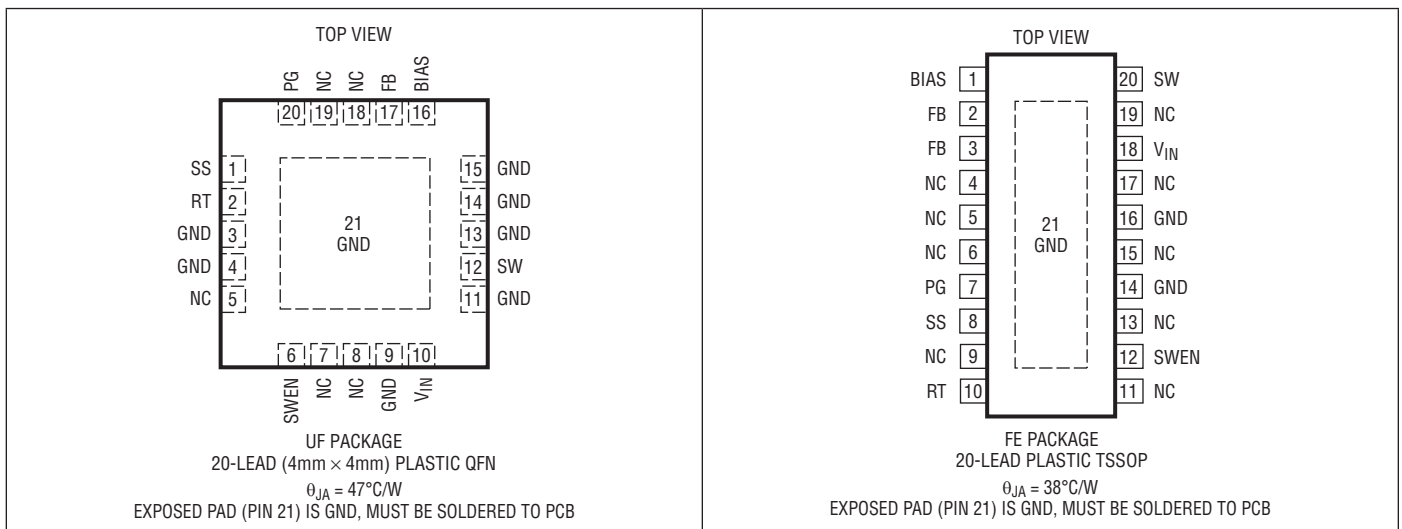 TOP VIEW
PG NC NC FB BIAS
20 19 18 17 16
SS 1
RT 2
GND 3
GND 4
NC 5
21
GND
15 GND
14 GND
13 GND
12 SW
11 GND
6 7 8 9 10
SWEN NC NC GND VIN
UF PACKAGE
20-LEAD (4mm × 4mm) PLASTIC QFN
θJA = 47°C/W
EXPOSED PAD (PIN 21) IS GND, MUST BE SOLDERED TO PCB
TOP VIEW
BIAS 1
FB 2
FB 3
NC 4
NC 5
NC 6
PG 7
SS 8
NC 9
RT 10
21
GND
20 SW
19 NC
18 VIN
17 NC
16 GND
15 NC
14 GND
13 NC
12 SWEN
11 NC
FE PACKAGE
20-LEAD PLASTIC TSSOP
θJA = 38°C/W
EXPOSED PAD (PIN 21) IS GND, MUST BE SOLDERED TO PCB